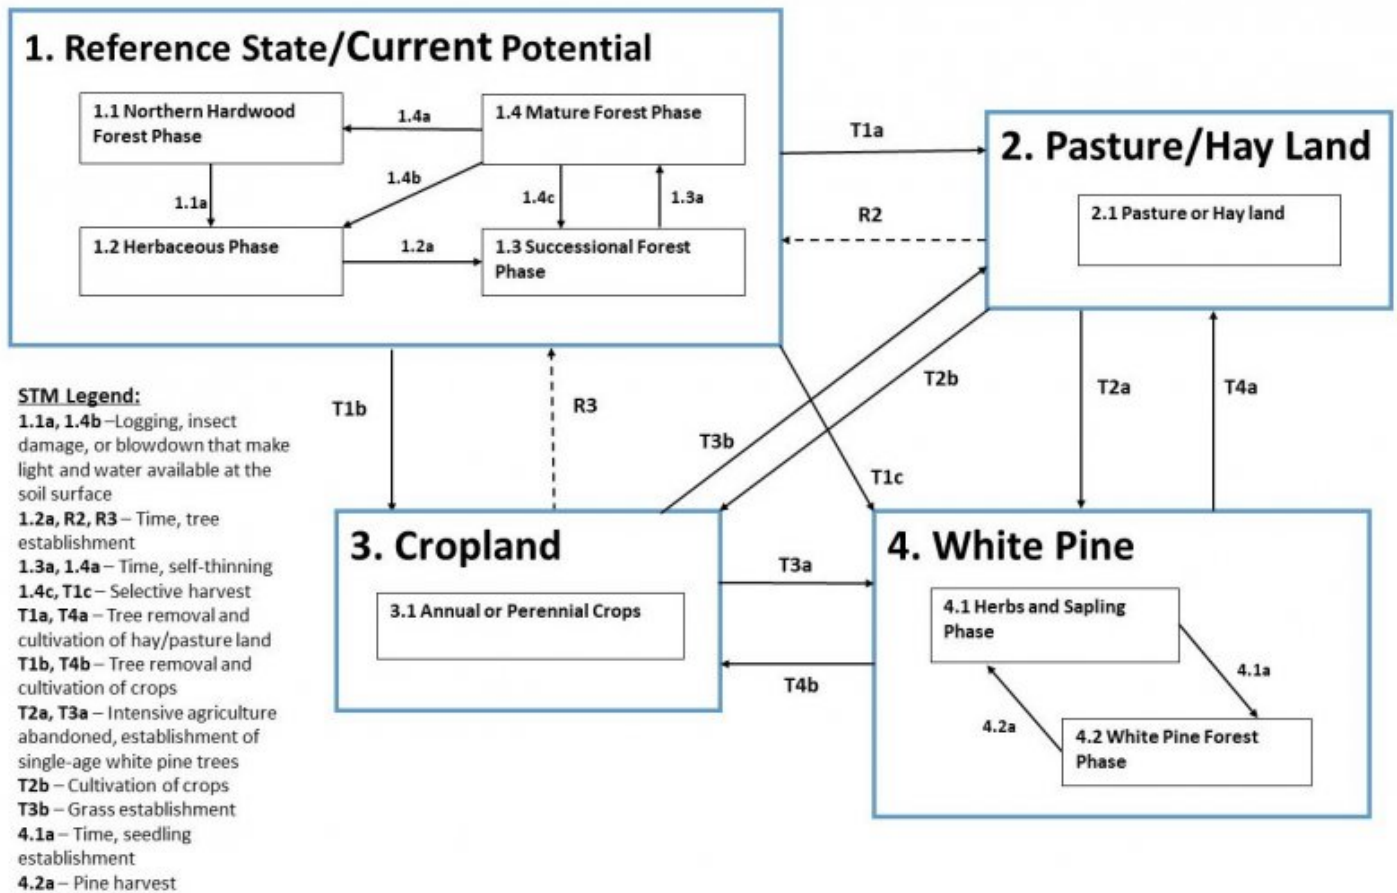 1. Reference State/Current Potential
1.1 Northern Hardwood
Forest Phase
1.4a
1.4 Mature Forest Phase
1.1a
1.4b
1.4c
1.3a
1.2 Herbaceous Phase
1.2a
1.3 Successional Forest
Phase
T1a
R2
2. Pasture/Hay Land
2.1 Pasture or Hay land
T1b
R3
T3b
T2b
T1c
T2a
T4a
STM Legend:
1.1a, 1.4b –Logging, insect
damage, or blowdown that make
light and water available at the
soil surface
1.2a, R2, R3 – Time, tree
establishment
1.3a, 1.4a – Time, self-thinning
1.4c, T1c – Selective harvest
T1a, T4a – Tree removal and
cultivation of hay/pasture land
T1b, T4b – Tree removal and
cultivation of crops
T2a, T3a – Intensive agriculture
abandoned, establishment of
single-age white pine trees
T2b – Cultivation of crops
T3b – Grass establishment
4.1a – Time, seedling
establishment
4.2a – Pine harvest
3. Cropland
3.1 Annual or Perennial Crops
T3a
T4b
4. White Pine
4.1 Herbs and Sapling
Phase
4.1a
4.2a
4.2 White Pine Forest
Phase